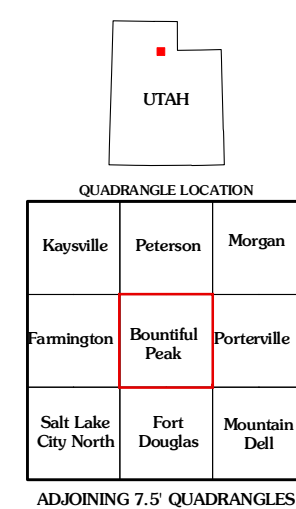 UTAH
QUADRANGLE LOCATION
Kaysville
Peterson
Morgan
Farmington
Bountiful
Peak
Porterville
Salt Lake
City North
Fort
Douglas
Mountain
Dell
ADJOINING 7.5' QUADRANGLES